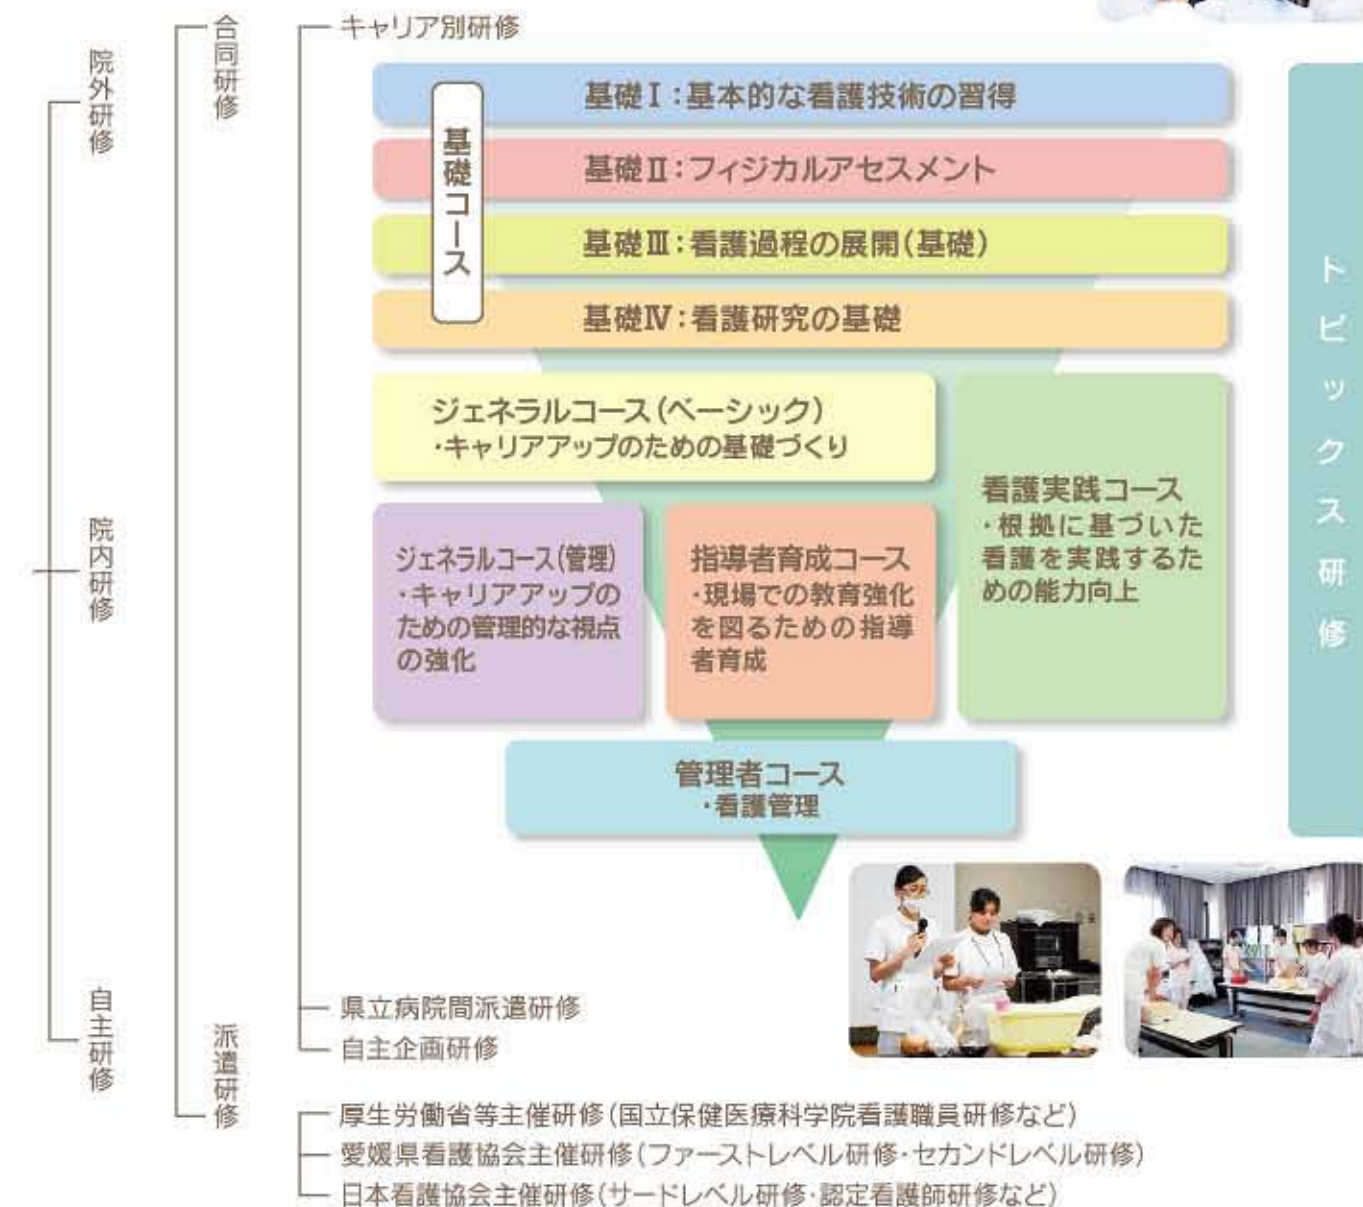 院外研修
院内研修
自主研修
合同研修
派遣研修
キャリア別研修
基礎コース
基礎Ⅰ:基本的な看護技術の習得
基礎Ⅱ:フィジカルアセスメント
基礎Ⅲ:看護過程の展開(基礎)
基礎Ⅳ:看護研究の基礎
ジェネラルコース(ベーシック)
・キャリアアップのための基礎づくり
ジェネラルコース(管理)
・キャリアアップの
ための管理的な視点
の強化
指導者育成コース
・現場での教育強化
を図るための指導
者育成
看護実践コース
・根拠に基づいた
看護を実践するた
めの能力向上
管理者コース
・看護管理
トピックス研修
県立病院間派遣研修
自主企画研修
厚生労働省等主催研修(国立保健医療科学院看護職員研修など)
愛媛県看護協会主催研修(ファーストレベル研修・セカンドレベル研修)
日本看護協会主催研修(サードレベル研修・認定看護師研修など)